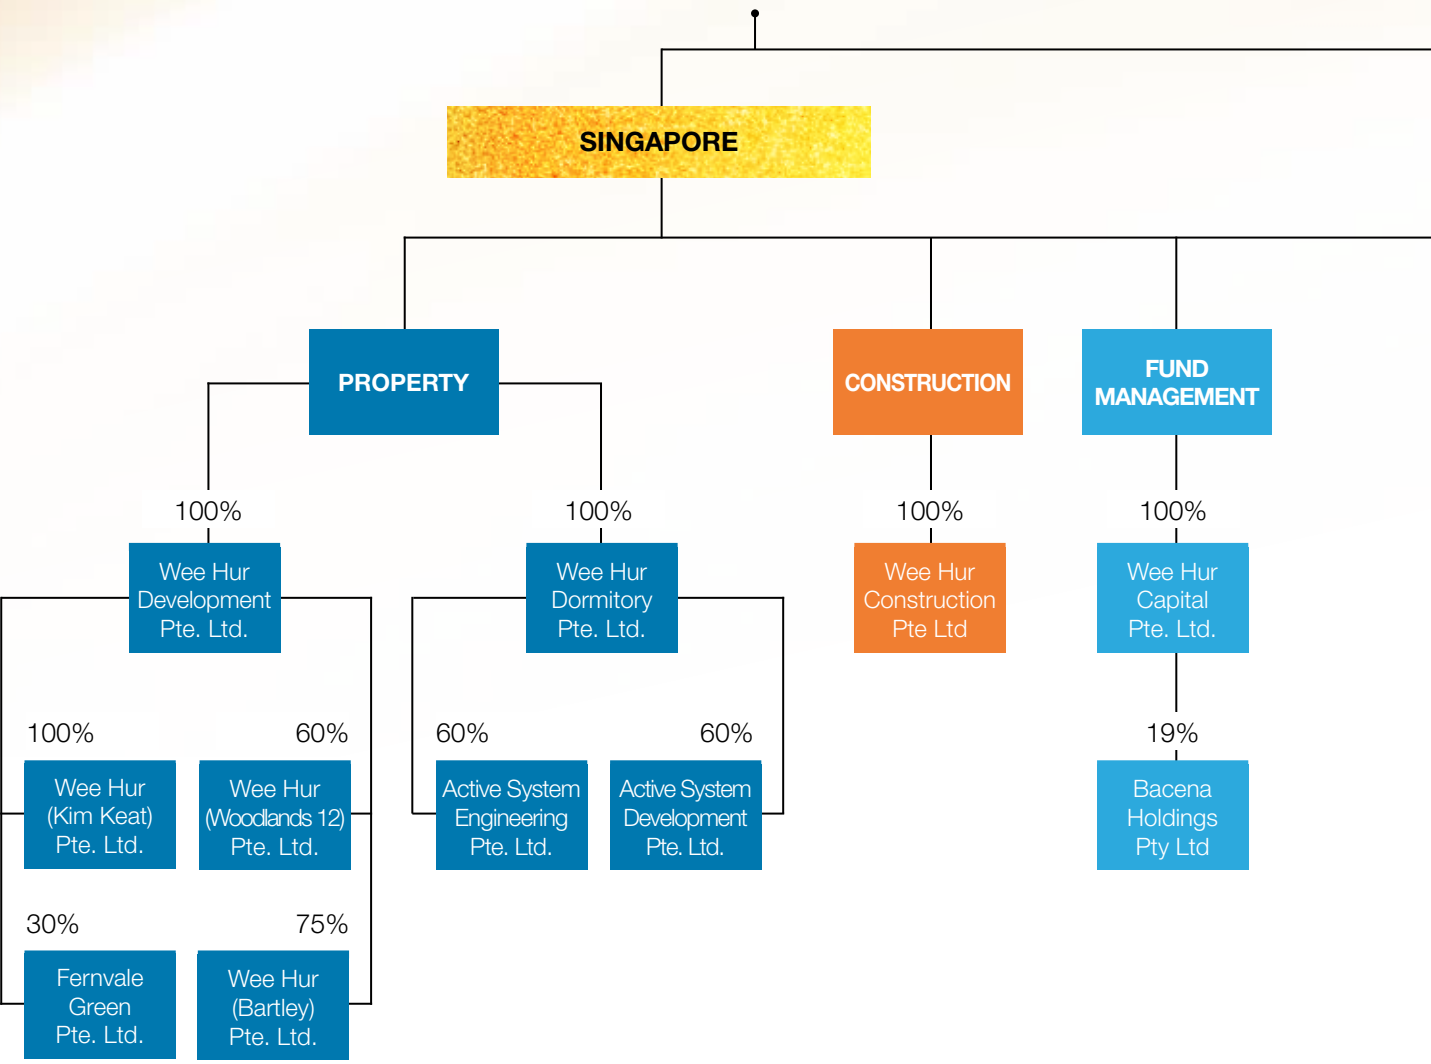 SINGAPORE
PROPERTY
CONSTRUCTION
FUND
MANAGEMENT
100%
100%
100%
100%
Wee Hur
Development
Pte. Ltd.
Wee Hur
Dormitory
Pte. Ltd.
Wee Hur
Construction
Pte Ltd
Wee Hur
Capital
Pte. Ltd.
100%
60%
60%
60%
19%
Wee Hur
(Kim Keat)
Pte. Ltd.
Wee Hur
(Woodlands 12)
Pte. Ltd.
Active System
Engineering
Pte. Ltd.
Active System
Development
Pte. Ltd.
Bacena
Holdings
Pty Ltd
30%
75%
Fernvale
Green
Pte. Ltd.
Wee Hur
(Bartley)
Pte. Ltd.